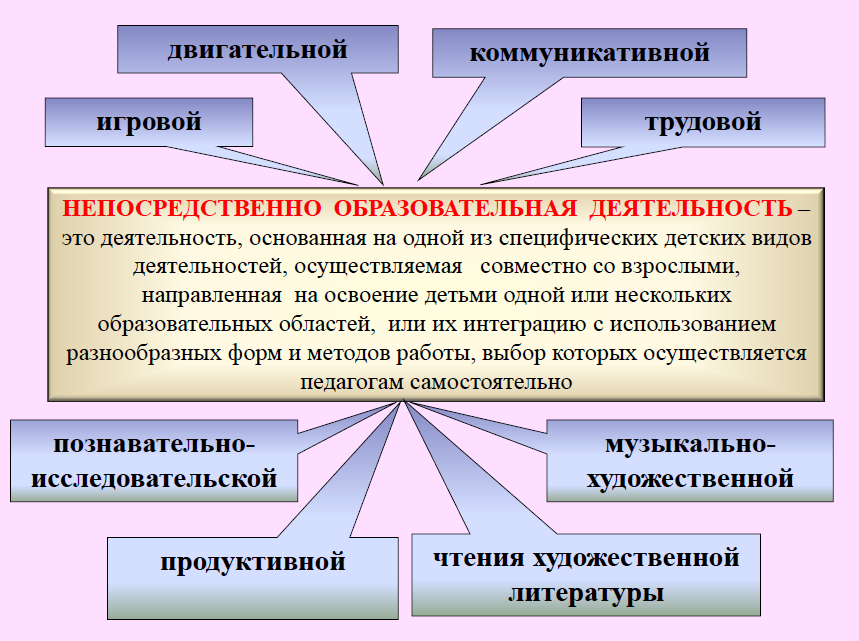 двигательной
коммуникативной
игровой
трудовой
НЕПОСРЕДСТВЕННО ОБРАЗОВАТЕЛЬНАЯ ДЕЯТЕЛЬНОСТЬ –
это деятельность, основанная на одной из специфических детских видов
деятельностей, осуществляемая совместно со взрослыми,
направленная на освоение детьми одной или нескольких
образовательных областей, или их интеграцию с использованием
разнообразных форм и методов работы, выбор которых осуществляется
педагогам самостоятельно
познавательно-
исследовательской
музыкально-
художественной
продуктивной
чтения художественной
литературы